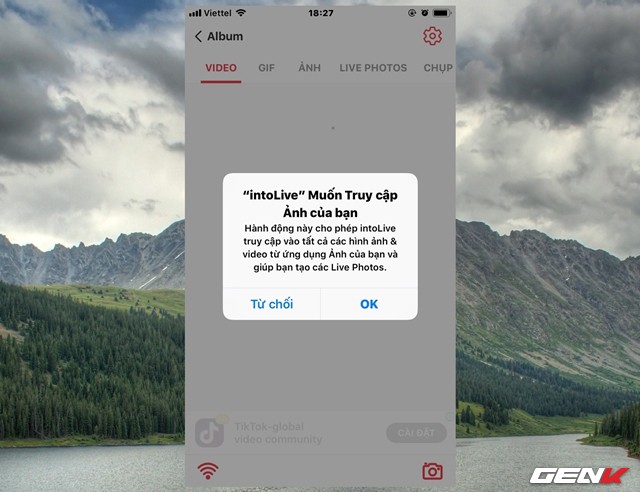 Viettel 18:27
Album
VIDEO GIF ẢNH LIVE PHOTOS CHỤP
“intoLive” Muốn Truy cập
Ảnh của bạn
Hành động này cho phép intoLive
truy cập vào tất cả các hình ảnh &
video từ ứng dụng Ảnh của bạn và
giúp bạn tạo các Live Photos.
Từ chối OK
TikTok-global
video community
CÀI ĐẶT
GENK